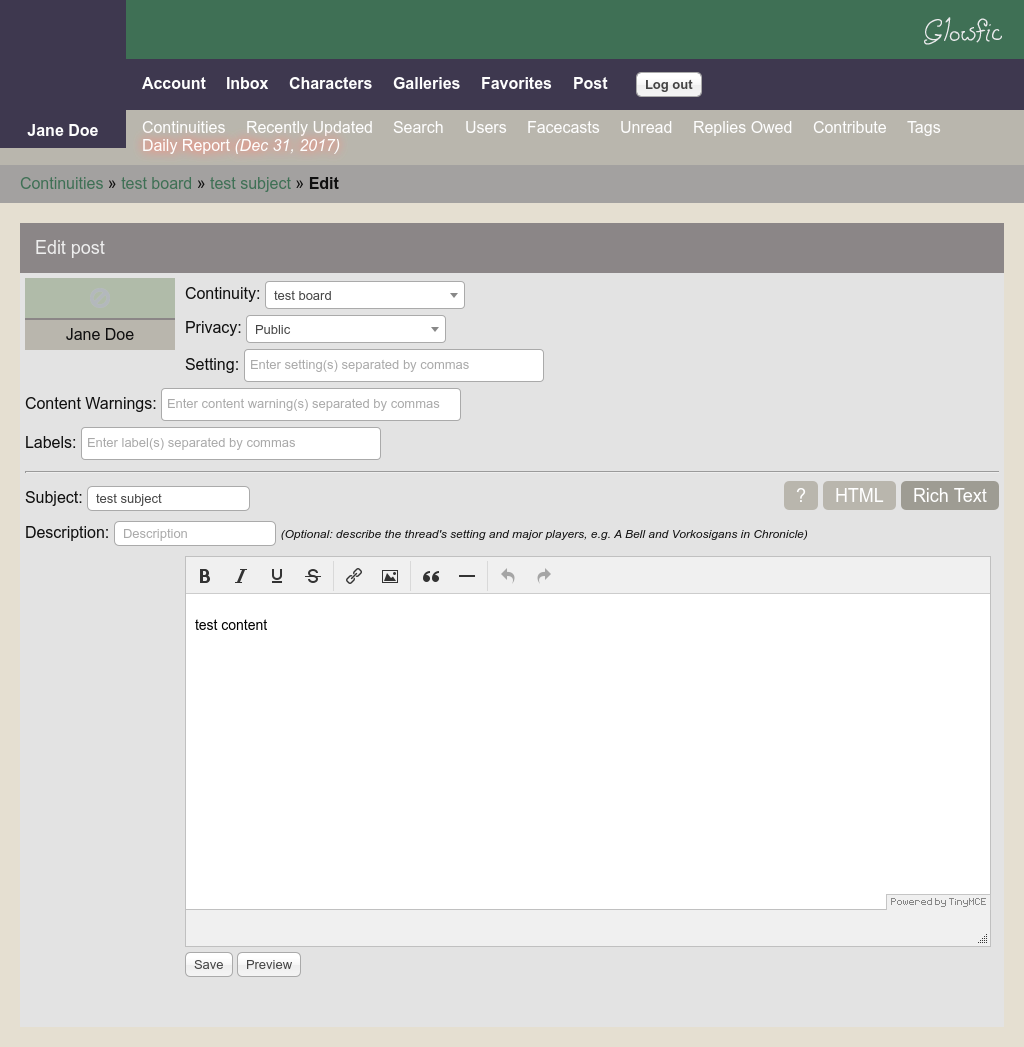 Glowfic
Account Inbox Characters Galleries Favorites Post Log out
Jane Doe
Continuities Recently Updated Search Users Facecasts Unread Replies Owed Contribute Tags
Daily Report (Dec 31, 2017)
Continuities » test board » test subject » Edit
Edit post
Jane Doe
Continuity: test board
Privacy: Public
Setting: Enter setting(s) separated by commas
Content Warnings: Enter content warning(s) separated by commas
Labels: Enter label(s) separated by commas
Subject: test subject
? HTML Rich Text
Description: Description (Optional: describe the thread's setting and major players, e.g. A Bell and Vorkosigans in Chronicle)
B I U S
test content
Powered by TinyMCE
Save Preview